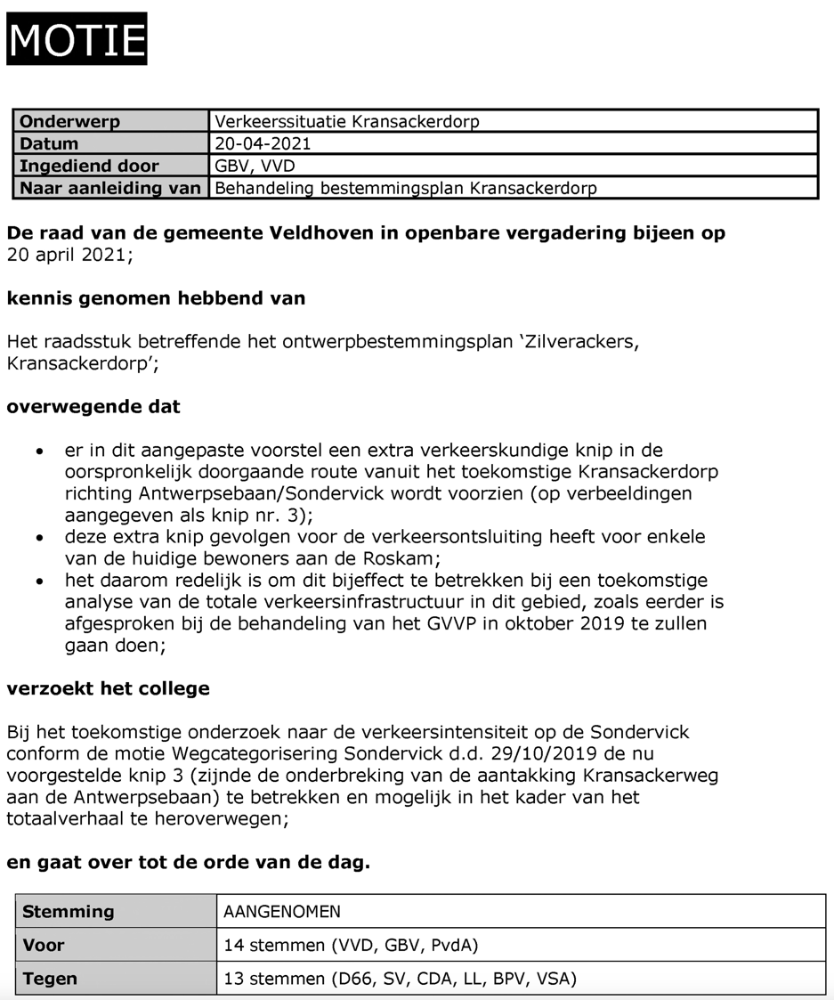 MOTIE
Onderwerp Verkeerssituatie Kransackerdorp
Datum 20-04-2021
Ingediend door GBV, VVD
Naar aanleiding van Behandeling bestemmingsplan Kransackerdorp
De raad van de gemeente Veldhoven in openbare vergadering bijeen op
20 april 2021;
kennis genomen hebbend van
Het raadsstuk betreffende het ontwerpbestemmingsplan ‘Zilverackers,
Kransackerdorp’;
overwegende dat
• er in dit aangepaste voorstel een extra verkeerskundige knip in de
oorspronkelijk doorgaande route vanuit het toekomstige Kransackerdorp
richting Antwerpsebaan/Sondervick wordt voorzien (op verbeeldingen
aangegeven als knip nr. 3);
• deze extra knip gevolgen voor de verkeersontsluiting heeft voor enkele
van de huidige bewoners aan de Roskam;
• het daarom redelijk is om dit bijeffect te betrekken bij een toekomstige
analyse van de totale verkeersinfrastructuur in dit gebied, zoals eerder is
afgesproken bij de behandeling van het GVVP in oktober 2019 te zullen
gaan doen;
verzoekt het college
Bij het toekomstige onderzoek naar de verkeersintensiteit op de Sondervick
conform de motie Wegcategorisering Sondervick d.d. 29/10/2019 de nu
voorgestelde knip 3 (zijnde de onderbreking van de aantakking Kransackerweg
aan de Antwerpsebaan) te betrekken en mogelijk in het kader van het
totaalverhaal te heroverwegen;
en gaat over tot de orde van de dag.
Stemming AANGENOMEN
Voor 14 stemmen (VVD, GBV, PvdA)
Tegen 13 stemmen (D66, SV, CDA, LL, BPV, VSA)